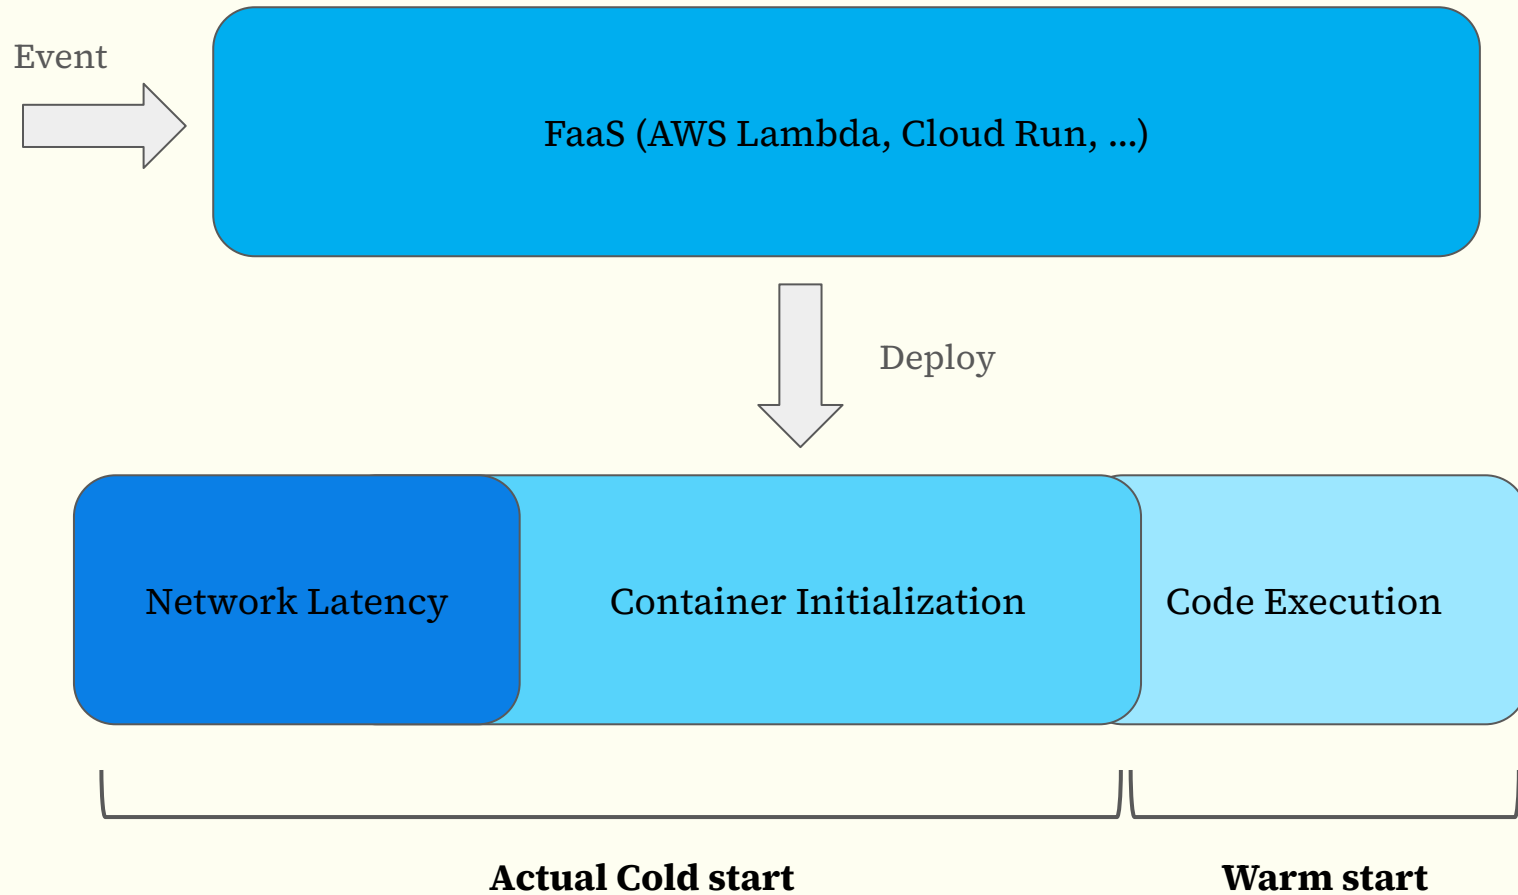 Event
FaaS (AWS Lambda, Cloud Run, ...)
Deploy
Network Latency
Container Initialization
Code Execution
Actual Cold start
Warm start